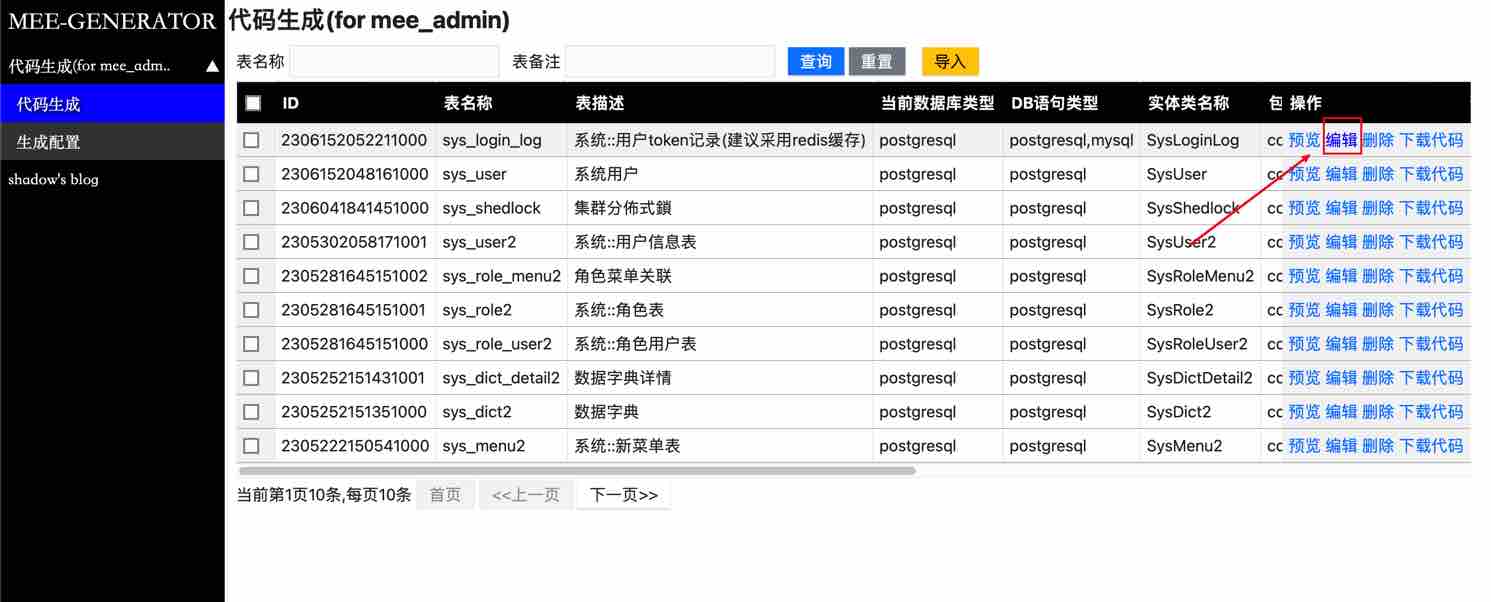 MEE-GENERATOR
代码生成(for mee_adm.. ▲
代码生成
生成配置
shadow's blog
代码生成(for mee_admin)
表名称 表备注 查询 重置 导入
ID 表名称 表描述 当前数据库类型 DB语句类型 实体类名称 包 操作
2306152052211000 sys_login_log 系统::用户token记录(建议采用redis缓存) postgresql postgresql,mysql SysLoginLog cc 预览 编辑 删除 下载代码
2306152048161000 sys_user 系统用户 postgresql postgresql SysUser cc 预览 编辑 删除 下载代码
2306041841451000 sys_shedlock 集群分佈式鎖 postgresql postgresql SysShedlock cc 预览 编辑 删除 下载代码
2305302058171001 sys_user2 系统::用户信息表 postgresql postgresql SysUser2 cc 预览 编辑 删除 下载代码
2305281645151002 sys_role_menu2 角色菜单关联 postgresql postgresql SysRoleMenu2 cc 预览 编辑 删除 下载代码
2305281645151001 sys_role2 系统::角色表 postgresql postgresql SysRole2 cc 预览 编辑 删除 下载代码
2305281645151000 sys_role_user2 系统::角色用户表 postgresql postgresql SysRoleUser2 cc 预览 编辑 删除 下载代码
2305252151431001 sys_dict_detail2 数据字典详情 postgresql postgresql SysDictDetail2 cc 预览 编辑 删除 下载代码
2305252151351000 sys_dict2 数据字典 postgresql postgresql SysDict2 cc 预览 编辑 删除 下载代码
2305222150541000 sys_menu2 系统::新菜单表 postgresql postgresql SysMenu2 cc 预览 编辑 删除 下载代码
当前第1页10条,每页10条 首页 <<上一页 下一页>>